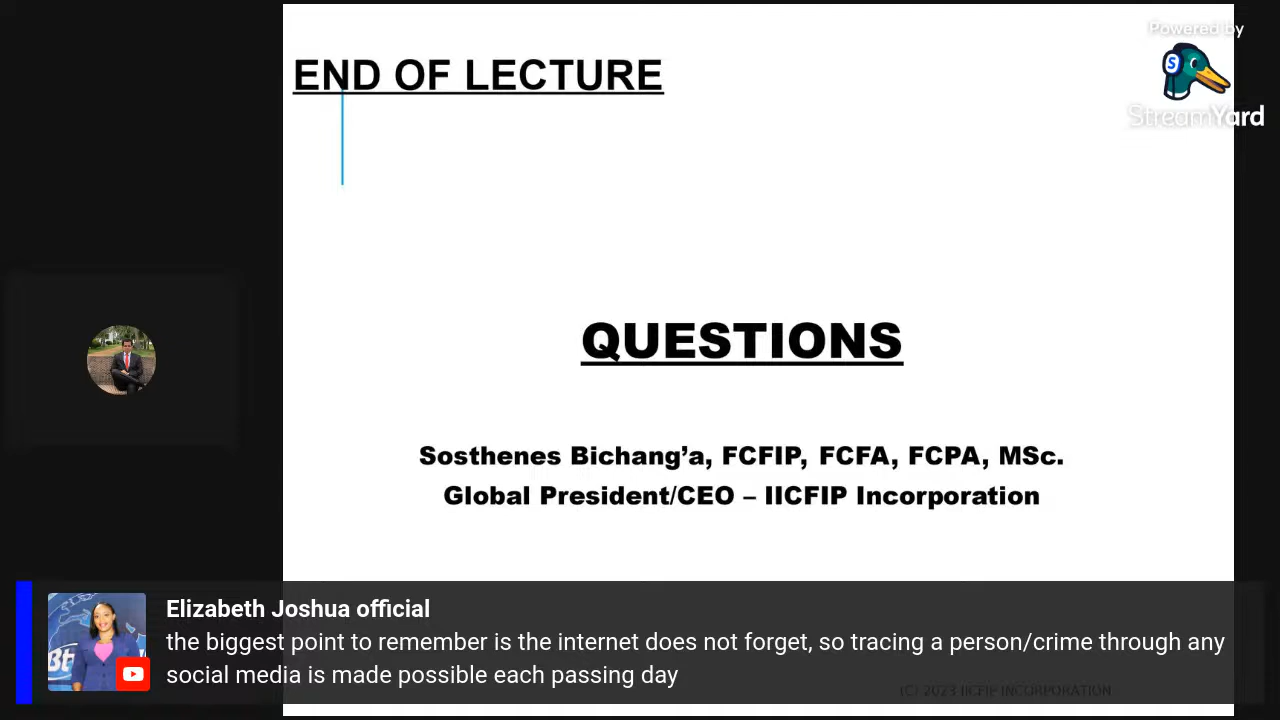 Powered by
StreamYard
END OF LECTURE
QUESTIONS
Sosthenes Bichang’a, FCFIP, FCFA, FCPA, MSc.
Global President/CEO – IICFIP Incorporation
Elizabeth Joshua official
the biggest point to remember is the internet does not forget, so tracing a person/crime through any
social media is made possible each passing day
(C) 2023 IICFIP INCORPORATION